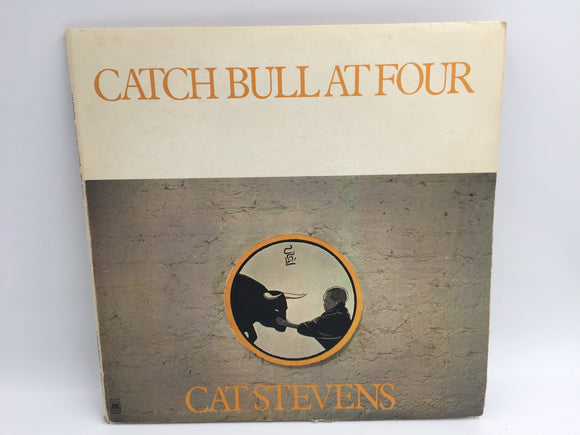 CATCH BULL AT FOUR
CAT STEVENS